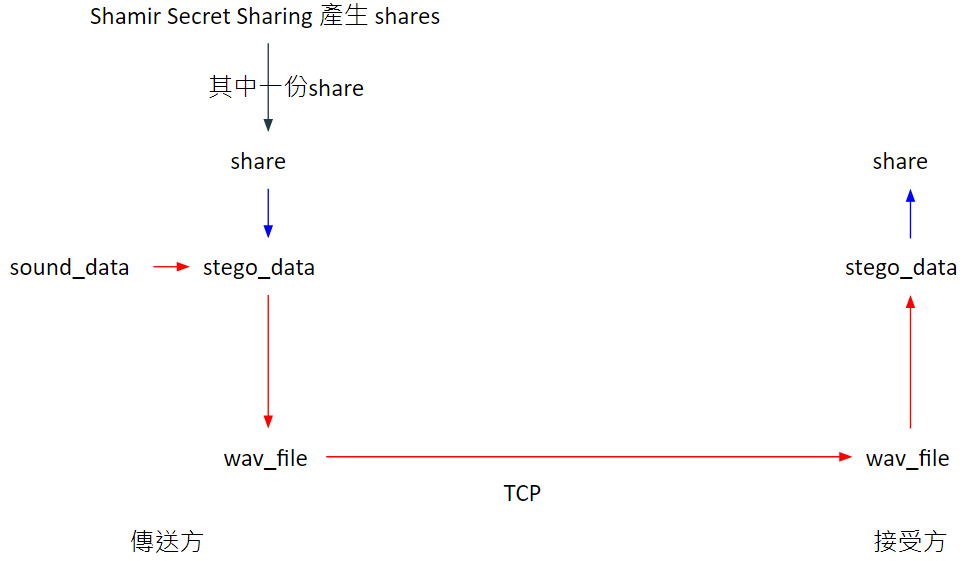 Shamir Secret Sharing 產生 shares
其中一份share
share
share
sound_data
stego_data
stego_data
wav_file
wav_file
TCP
傳送方
接受方